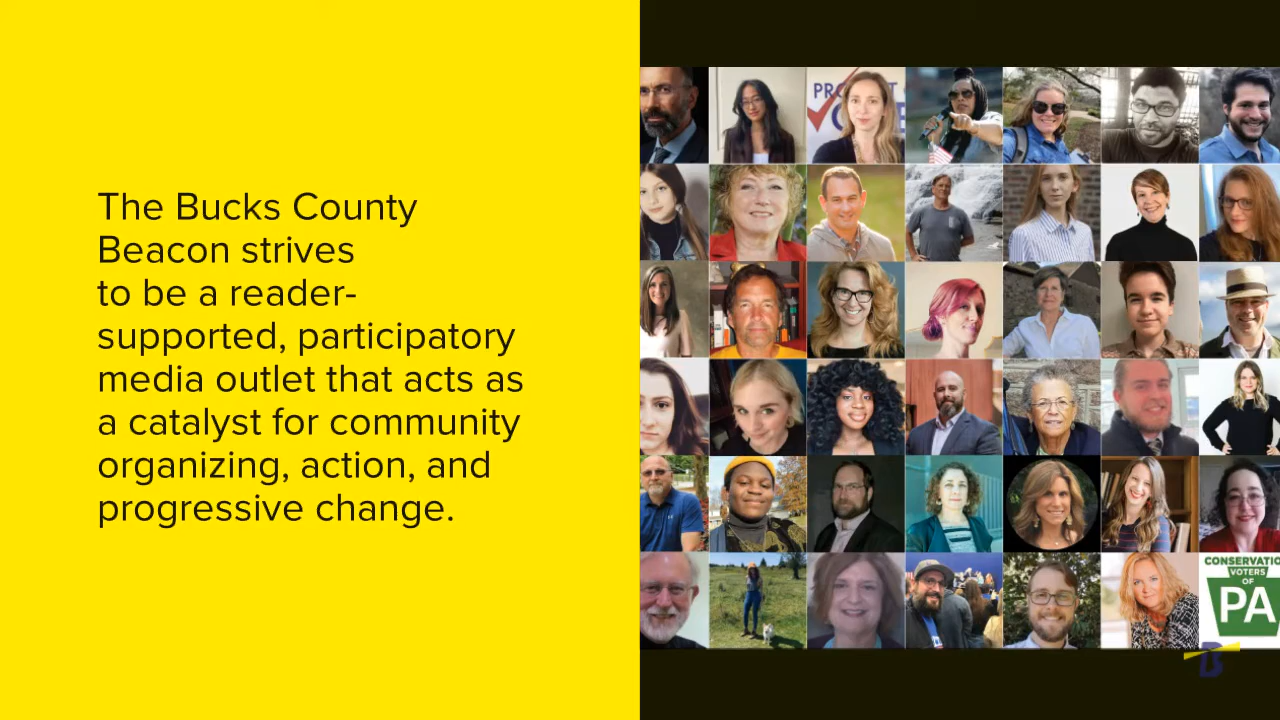 The Bucks County
Beacon strives
to be a reader-
supported, participatory
media outlet that acts as
a catalyst for community
organizing, action, and
progressive change.
VOTERS
OF
PA
B